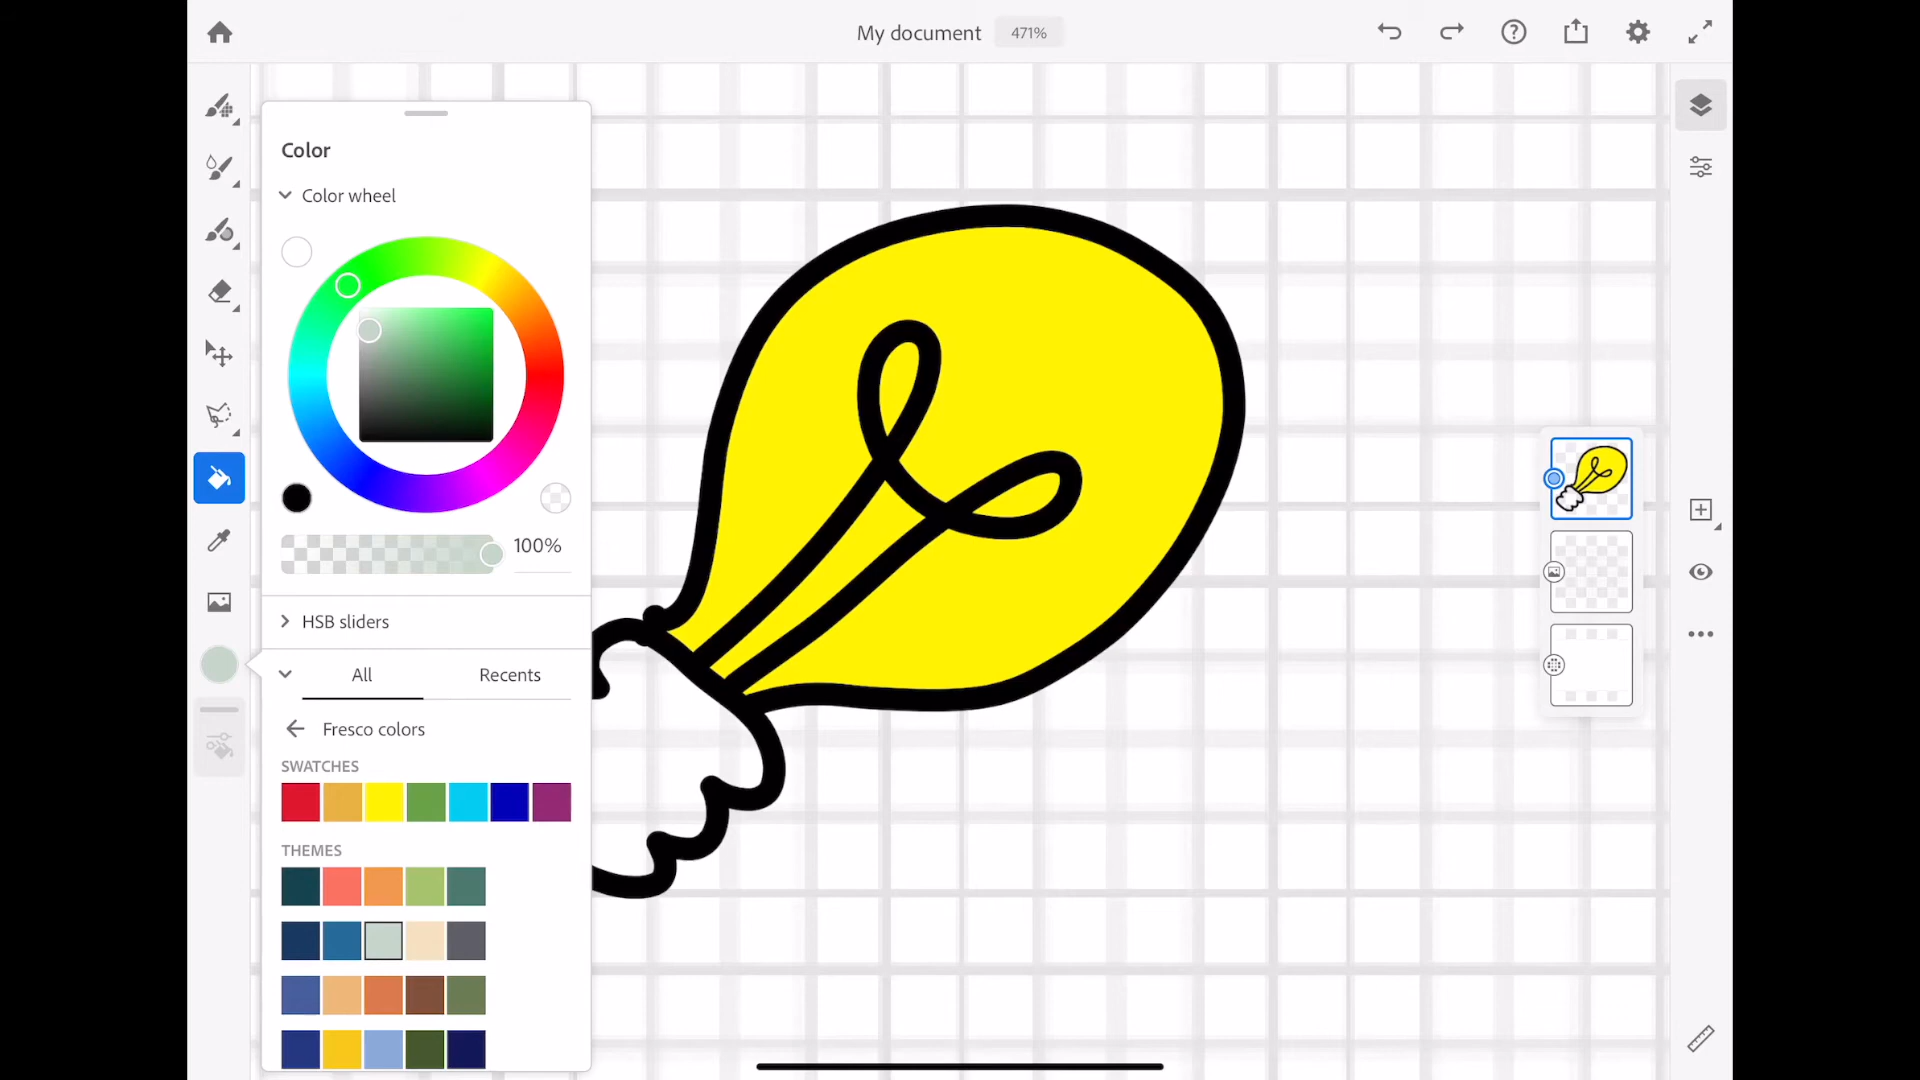 My document 471%
Color
Color wheel
100%
HSB sliders
All Recents
Fresco colors
SWATCHES
THEMES